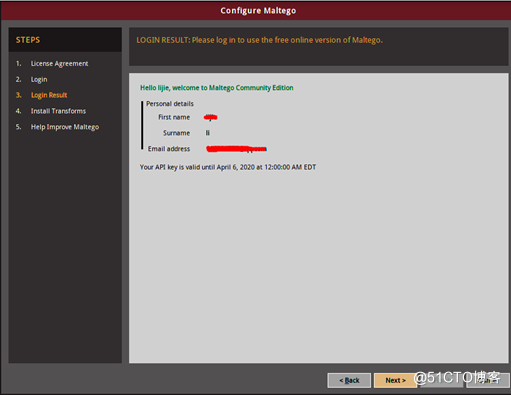 Configure Maltego
STEPS
1. License Agreement
2. Login
3. Login Result
4. Install Transforms
5. Help Improve Maltego
LOGIN RESULT: Please log in to use the free online version of Maltego.
Hello lijie, welcome to Maltego Community Edition
Personal details
First name
Surname li
Email address
Your API key is valid until April 6, 2020 at 12:00:00 AM EDT
< Back
Next >
@51CTO博客